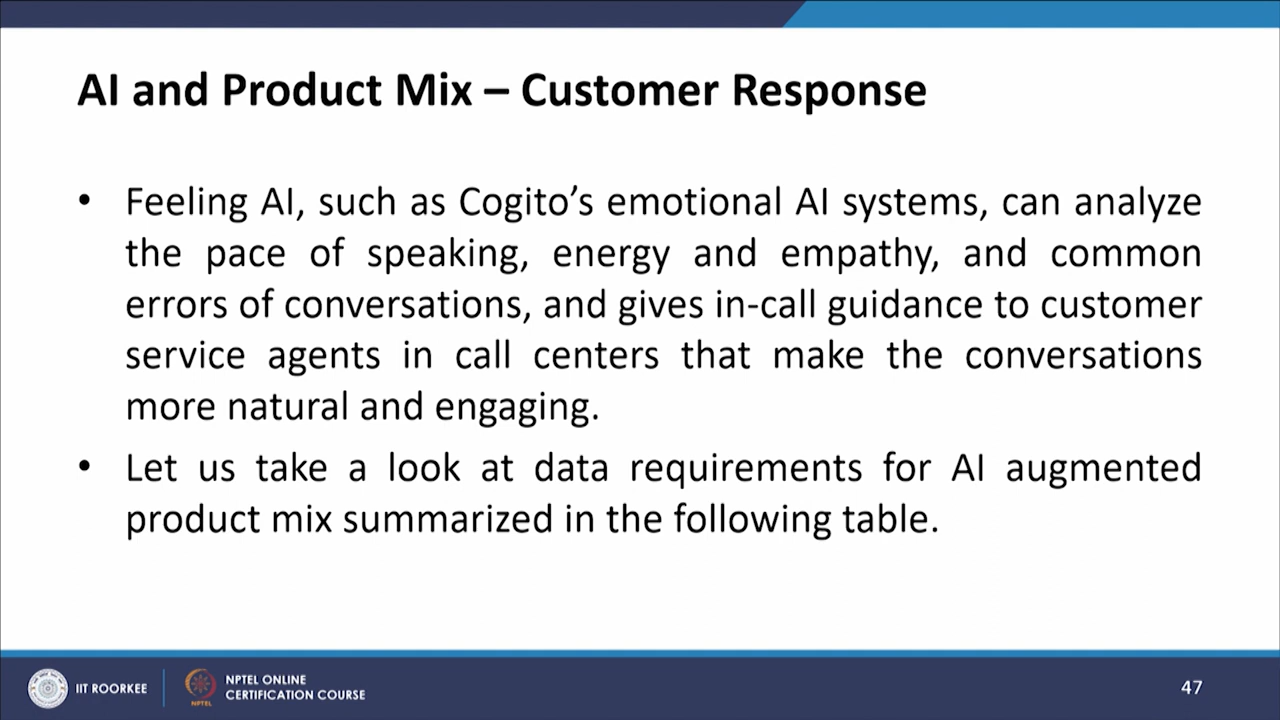 AI and Product Mix – Customer Response
• Feeling AI, such as Cogito’s emotional AI systems, can analyze
the pace of speaking, energy and empathy, and common
errors of conversations, and gives in-call guidance to customer
service agents in call centers that make the conversations
more natural and engaging.
• Let us take a look at data requirements for AI augmented
product mix summarized in the following table.
IIT ROORKEE
NPTEL
NPTEL ONLINE
CERTIFICATION COURSE
47